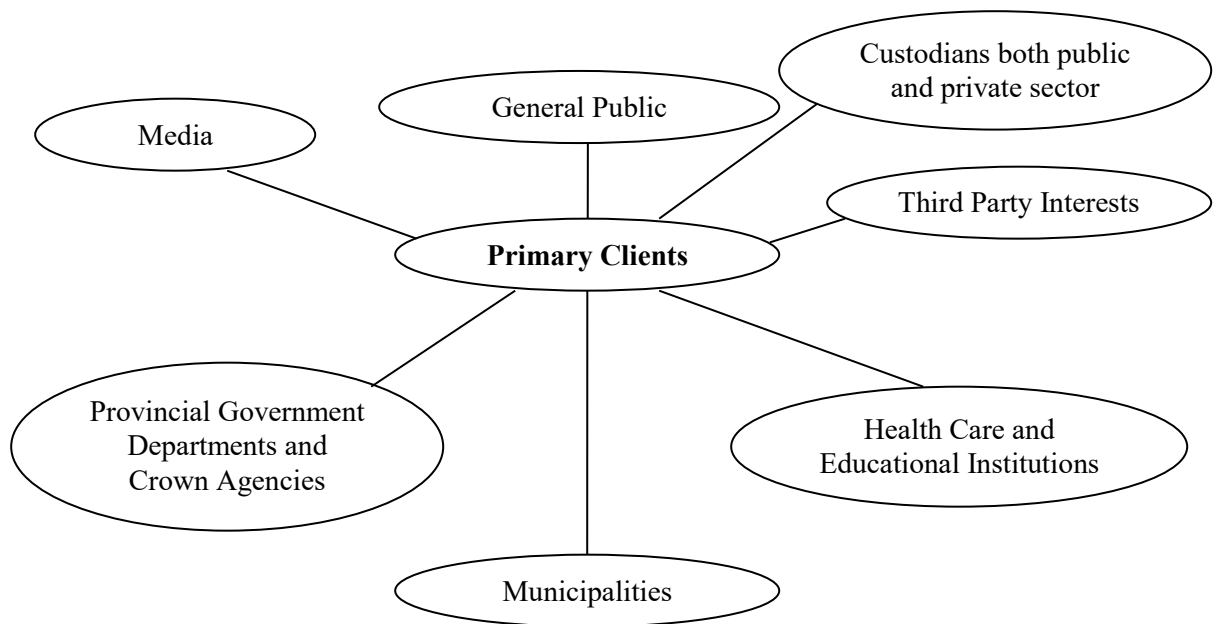 Custodians both public
and private sector
General Public
Media
Third Party Interests
Primary Clients
Provincial Government
Departments and
Crown Agencies
Health Care and
Educational Institutions
Municipalities